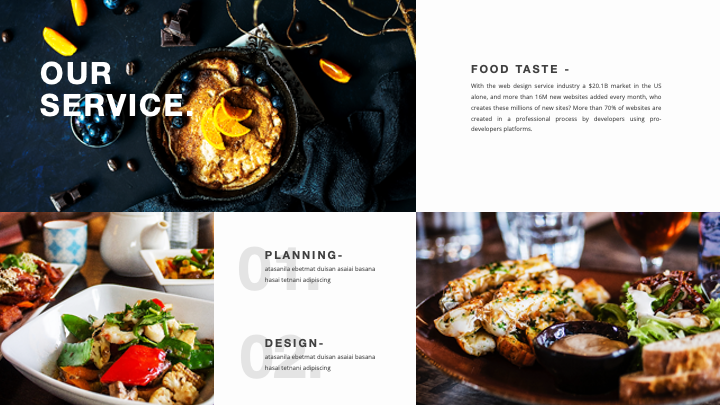 OUR
SERVICE.
FOOD TASTE -
With the web design service industry a $20.1B market in the US
alone, and more than 16M new websites added every month, who
creates these millions of new sites? More than 70% of websites are
created in a professional process by developers using pro-
developers platforms.
01.
PLANNING-
atasanita ebetmat duisan asaiai basana
hasai tetnani adipiscing
02.
DESIGN-
atasanita ebetmat duisan asaiai basana
hasai tetnani adipiscing